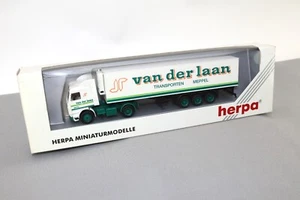 van der laan
TRANSPORTEN MEPPEL
herpa
HERPA MINIATURMODELLE